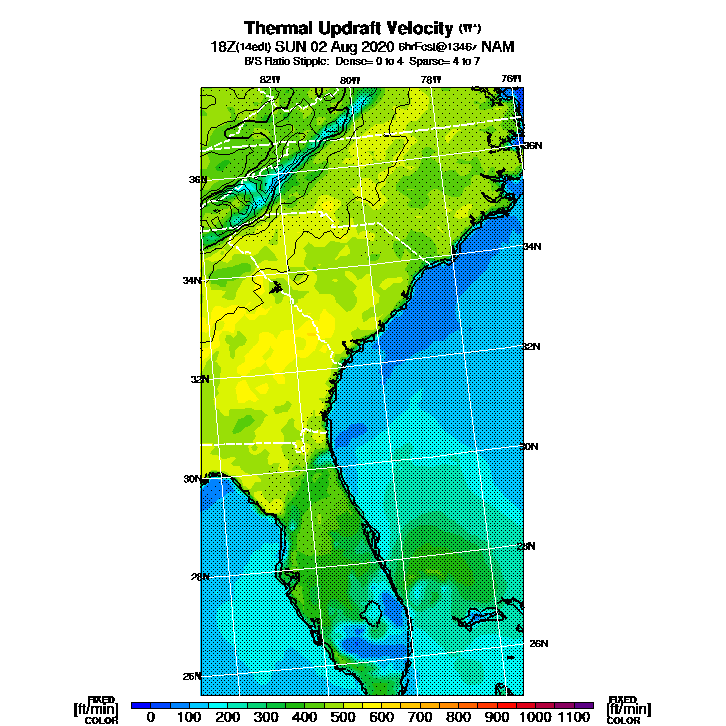 Thermal Updraft Velocity (W*)
18Z(14edt) SUN 02 Aug 2020 6hrFcst@1346z NAM
B/S Ratio Stipple: Dense= 0 to 4 Sparse= 4 to 7
82W 80W 78W 76W
36N
36N
34N
34N
32N
32N
30N
30N
28N
28N
26N
26N
FIXED FIXED
[ft/min] 0 100 200 300 400 500 600 700 800 900 1000 1100 [ft/min]
COLOR COLOR